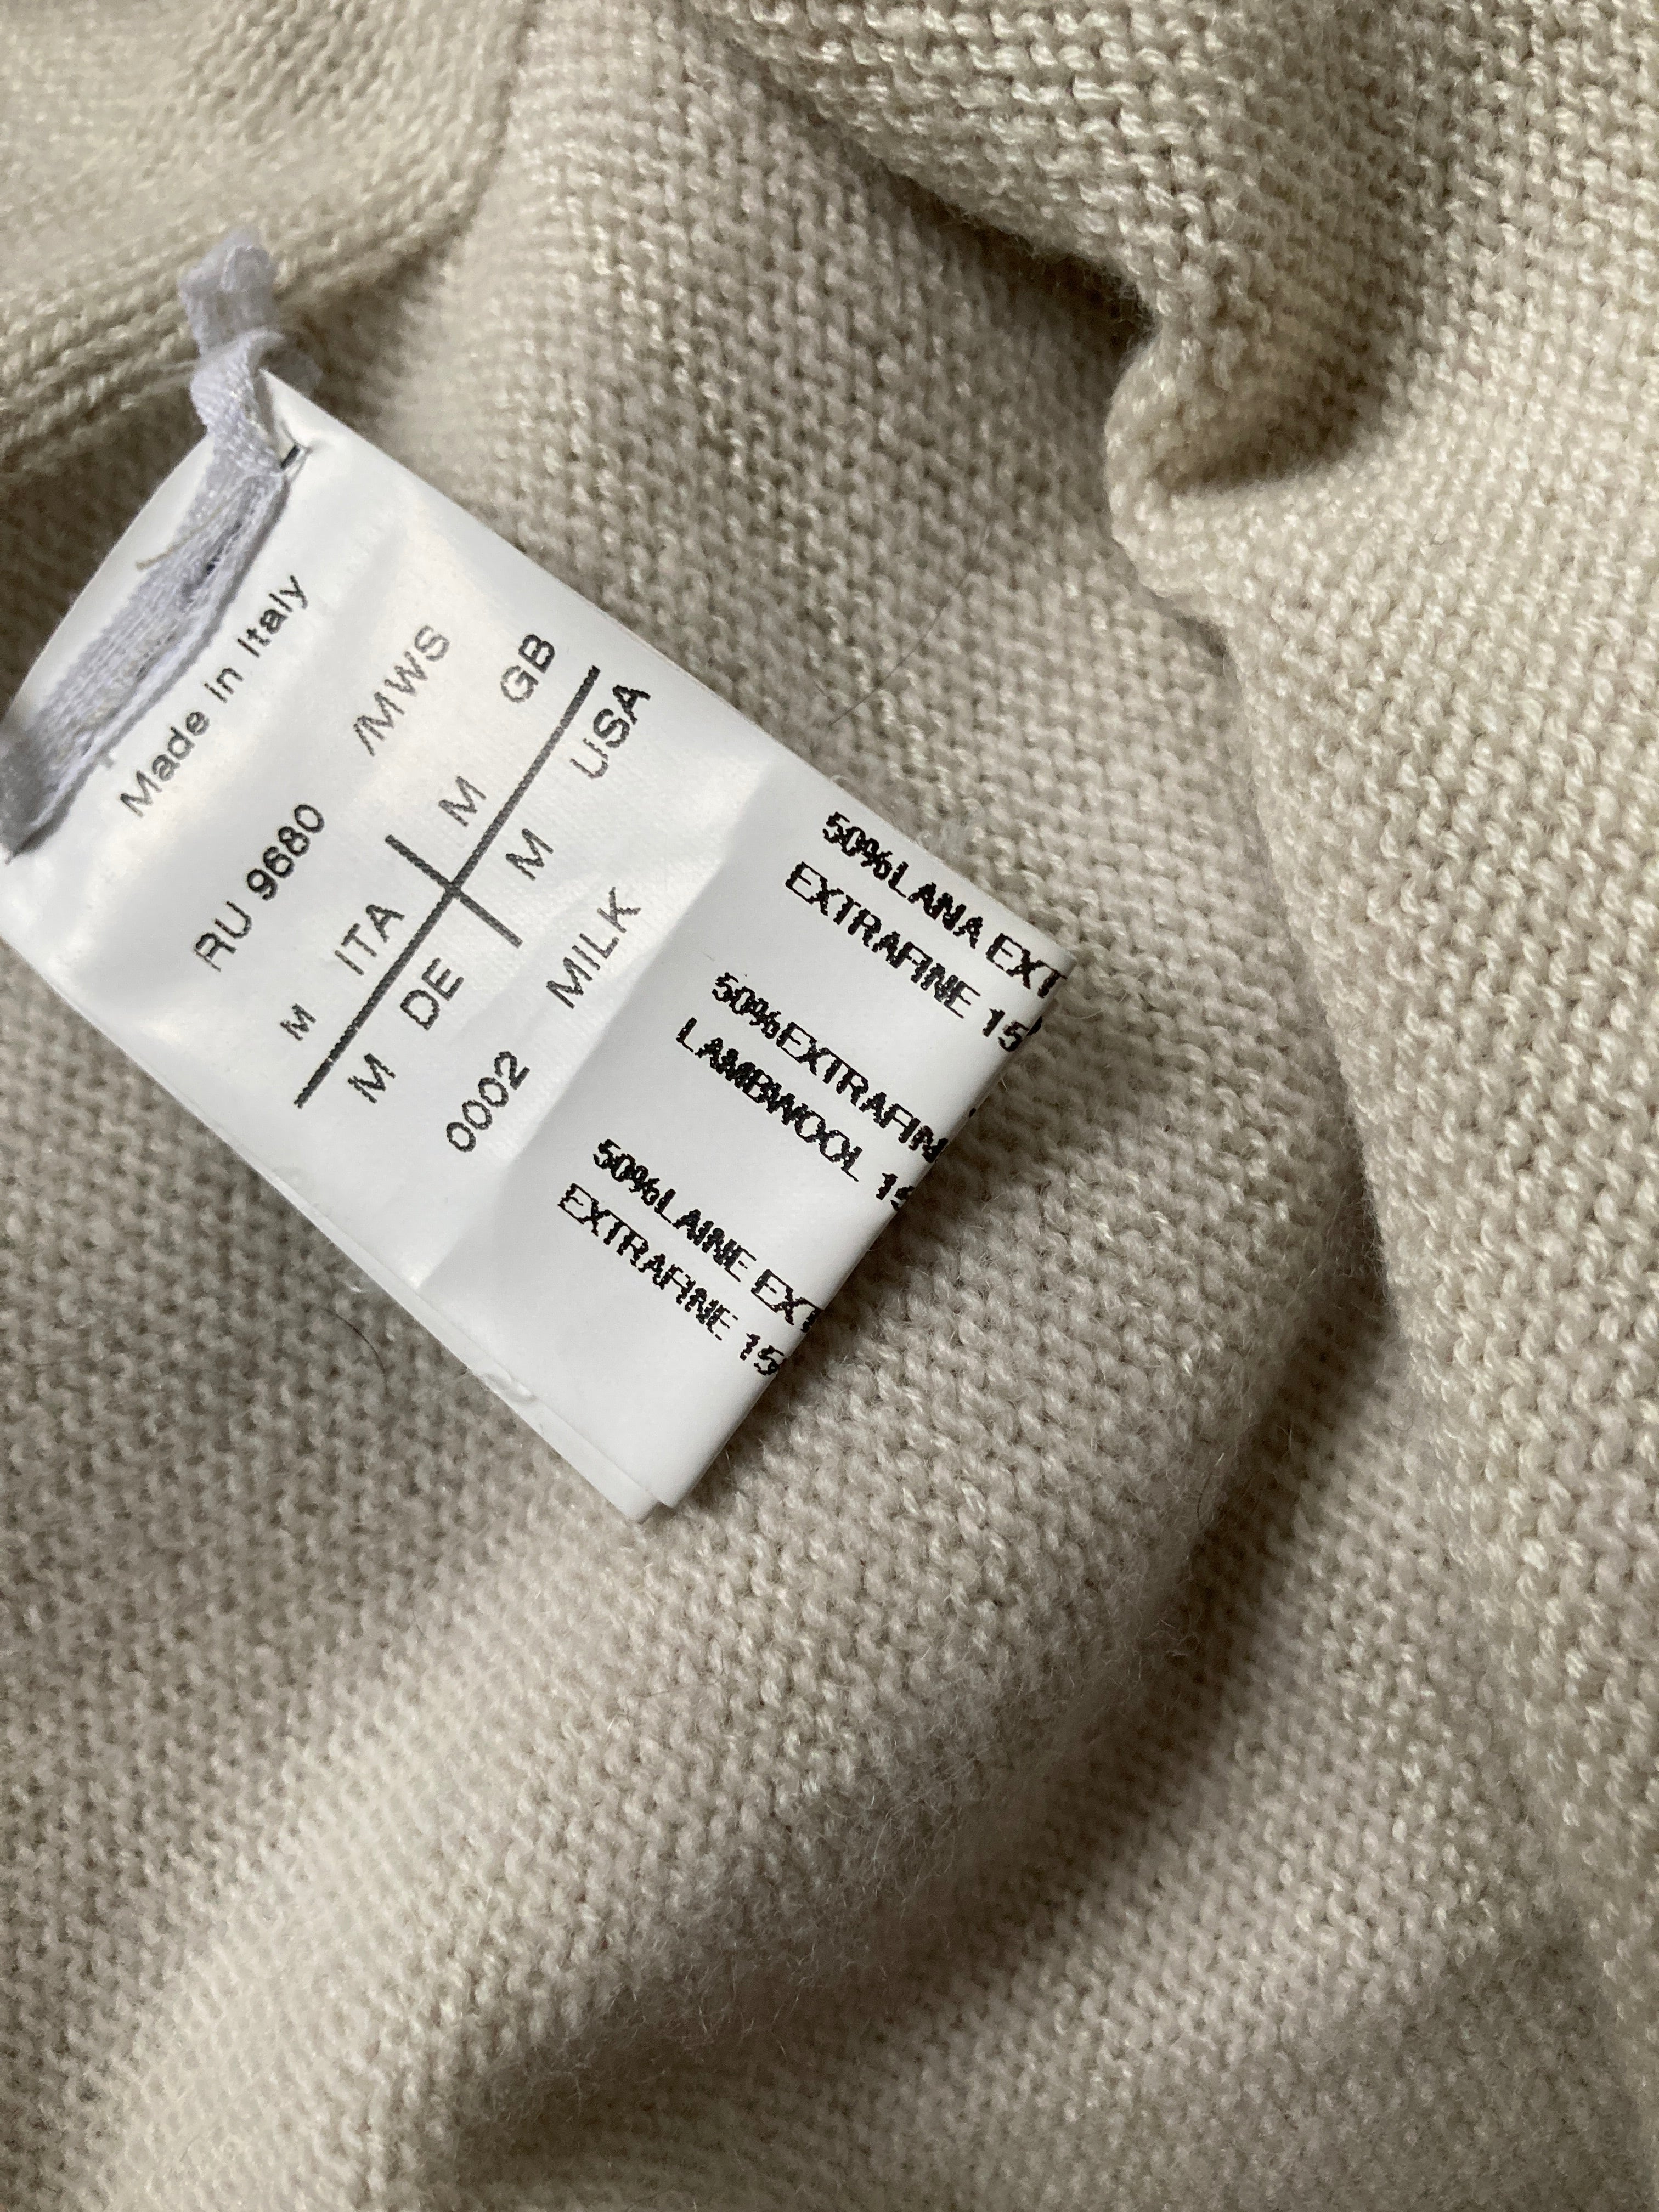 Made in Italy
RU 9680 /MWS
M ITA M GB
M DE M USA
0002 MILK
50%LANA EXT
EXTRAFINE 15
50%EXTRAFIN
LAMBWOOL 15
50%LAINE EXT
EXTRAFINE 15